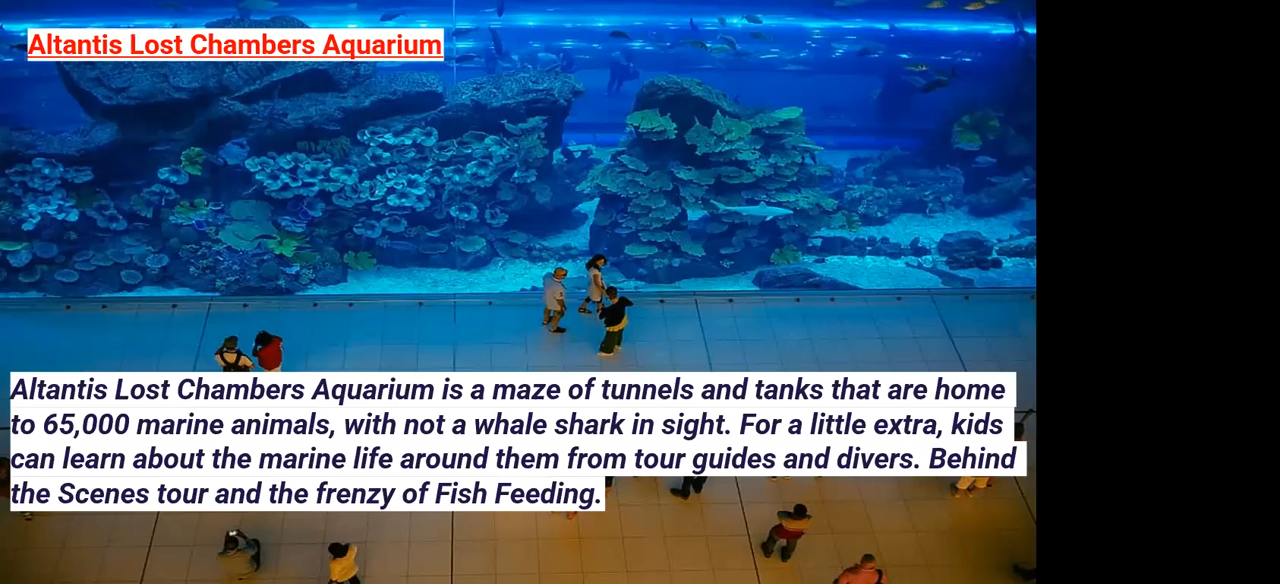 Altantis Lost Chambers Aquarium
Altantis Lost Chambers Aquarium is a maze of tunnels and tanks that are home
to 65,000 marine animals, with not a whale shark in sight. For a little extra, kids
can learn about the marine life around them from tour guides and divers. Behind
the Scenes tour and the frenzy of Fish Feeding.